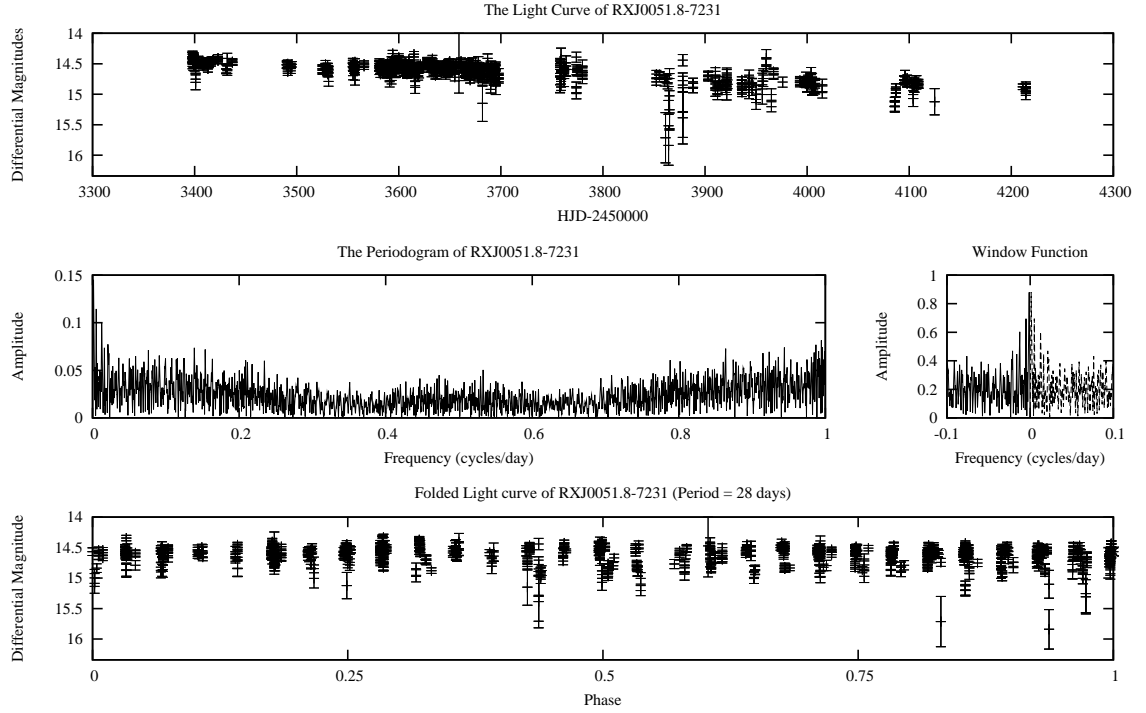 The Light Curve of RXJ0051.8-7231
Differential Magnitudes
14
14.5
15
15.5
16
3300 3400 3500 3600 3700 3800 3900 4000 4100 4200 4300
HJD-2450000
The Periodogram of RXJ0051.8-7231
Amplitude
0.15
0.1
0.05
0
0 0.2 0.4 0.6 0.8 1
Frequency (cycles/day)
Window Function
Amplitude
1
0.8
0.6
0.4
0.2
0
-0.1 0 0.1
Frequency (cycles/day)
Folded Light curve of RXJ0051.8-7231 (Period = 28 days)
Differential Magnitude
14
14.5
15
15.5
16
0 0.25 0.5 0.75 1
Phase